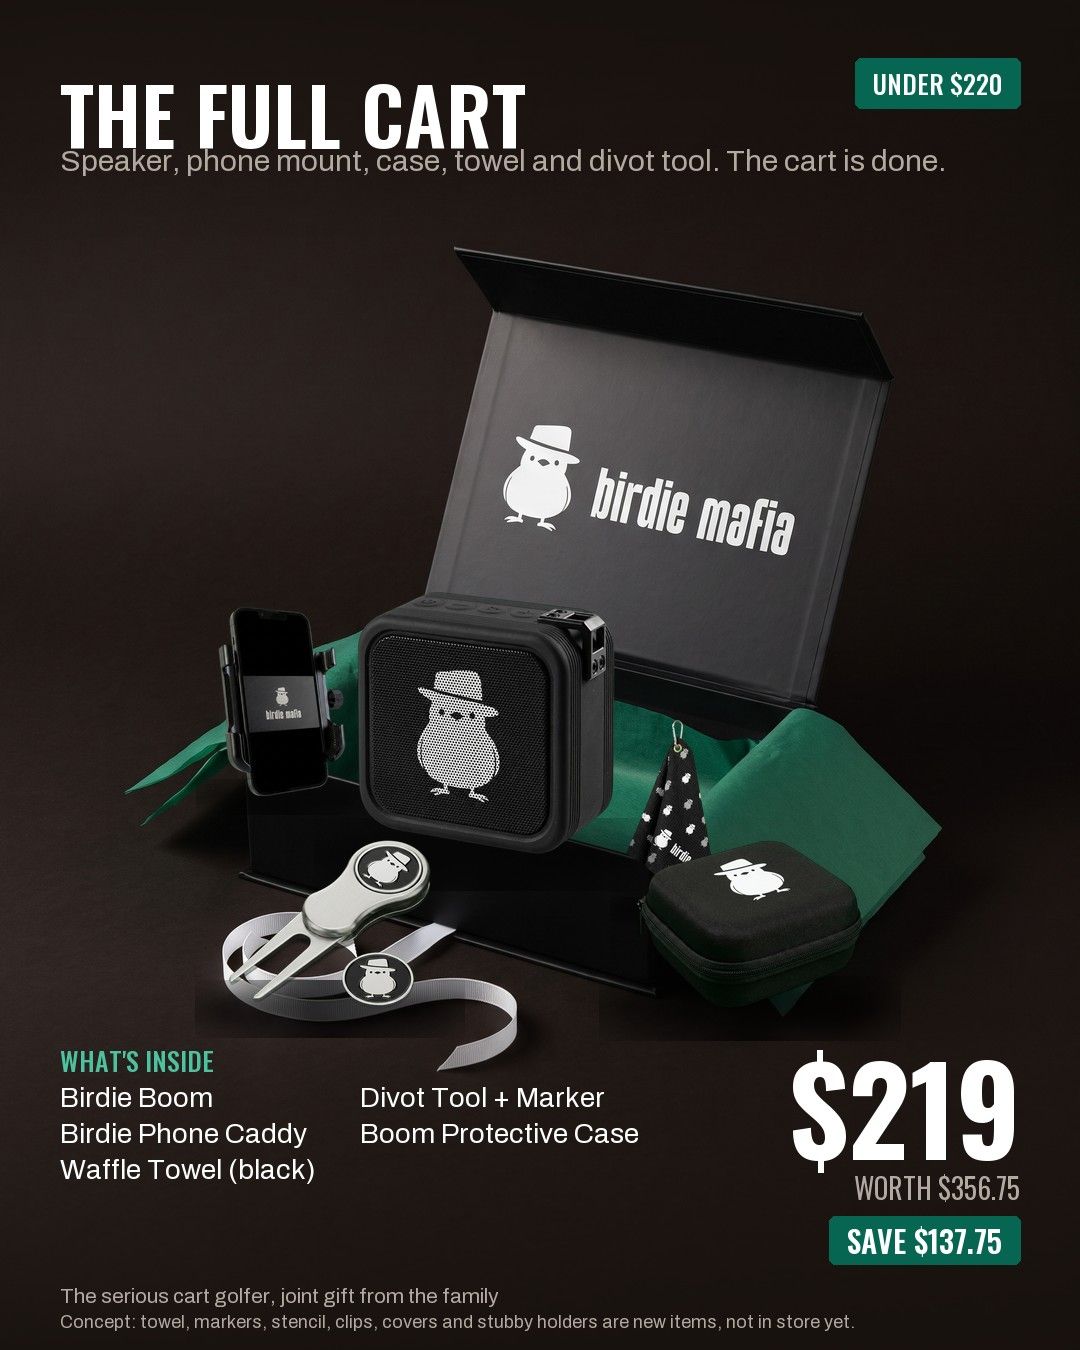 UNDER $220
THE FULL CART
Speaker, phone mount, case, towel and divot tool. The cart is done.
birdie mafia
birdie mafia
birdie
WHAT'S INSIDE
Birdie Boom
Birdie Phone Caddy
Waffle Towel (black)
Divot Tool + Marker
Boom Protective Case
$219
WORTH $356.75
SAVE $137.75
The serious cart golfer, joint gift from the family
Concept: towel, markers, stencil, clips, covers and stubby holders are new items, not in store yet.